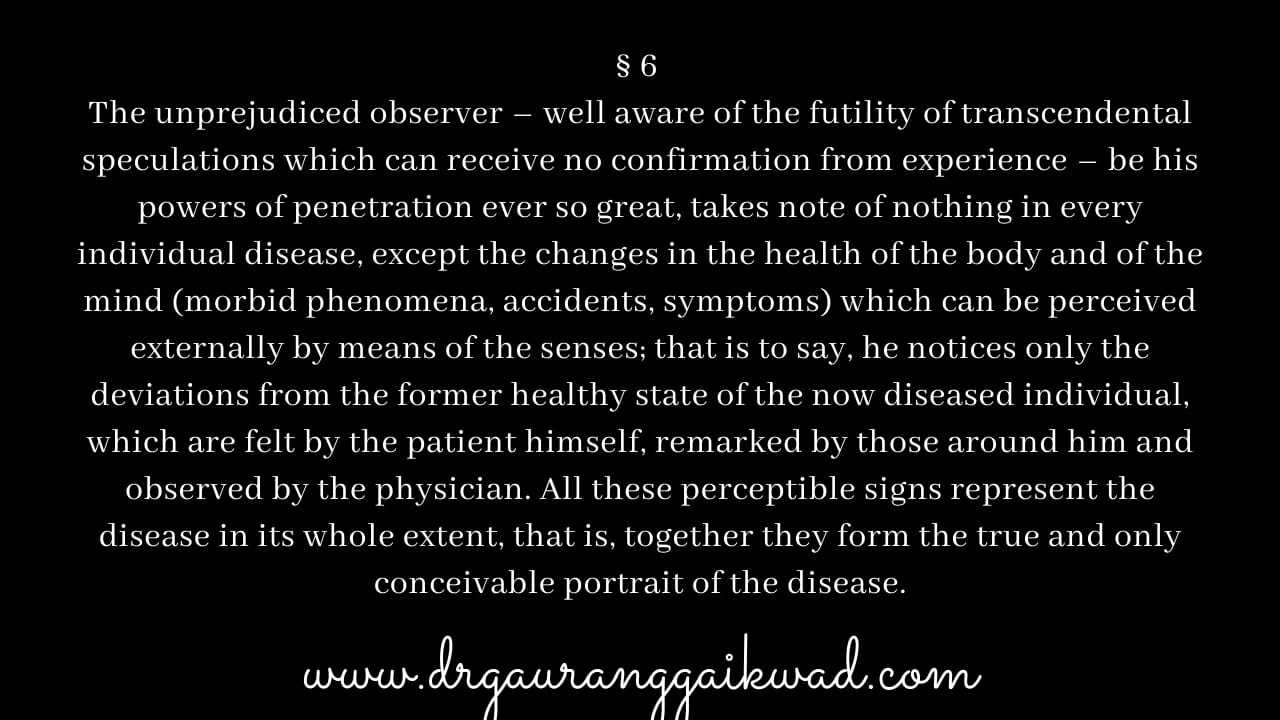 § 6
The unprejudiced observer – well aware of the futility of transcendental
speculations which can receive no confirmation from experience – be his
powers of penetration ever so great, takes note of nothing in every
individual disease, except the changes in the health of the body and of the
mind (morbid phenomena, accidents, symptoms) which can be perceived
externally by means of the senses; that is to say, he notices only the
deviations from the former healthy state of the now diseased individual,
which are felt by the patient himself, remarked by those around him and
observed by the physician. All these perceptible signs represent the
disease in its whole extent, that is, together they form the true and only
conceivable portrait of the disease.
www.drgauranggaikwad.com